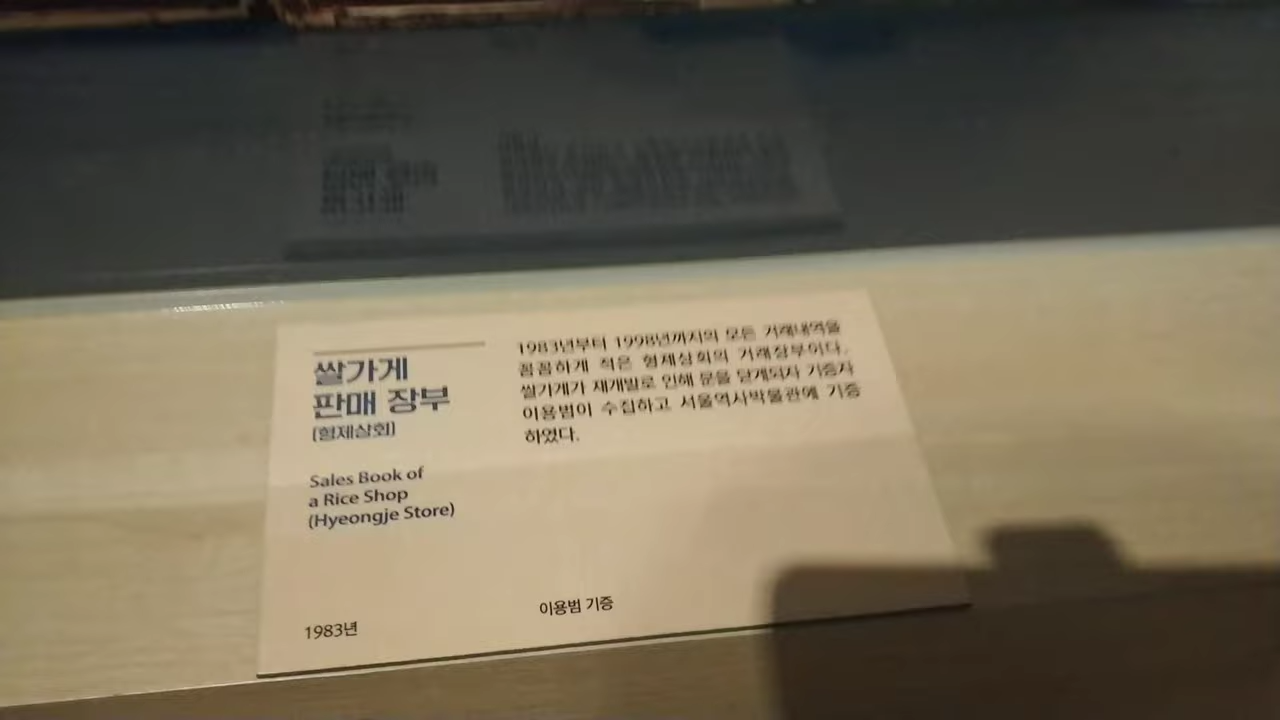 쌀가게
판매 장부
(형제상회)
Sales Book of
a Rice Shop
(Hyeongje Store)
1983년
1983년부터 1998년까지의 모든 거래내역을
꼼꼼하게 적은 형제상회의 거래장부이다.
쌀가게가 재개발로 인해 문을 닫게되자 기증자
이용범이 수집하고 서울역사박물관에 기증
하였다.
이용범 기증